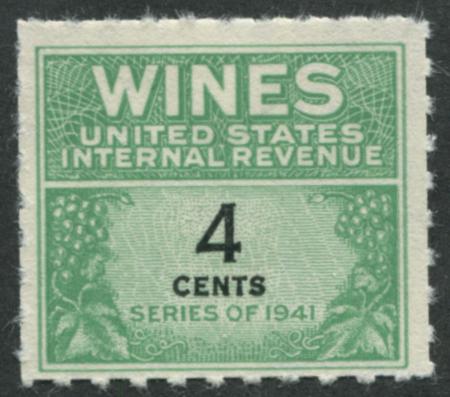 WINES
UNITED STATES
INTERNAL REVENUE
4
CENTS
SERIES OF 1941